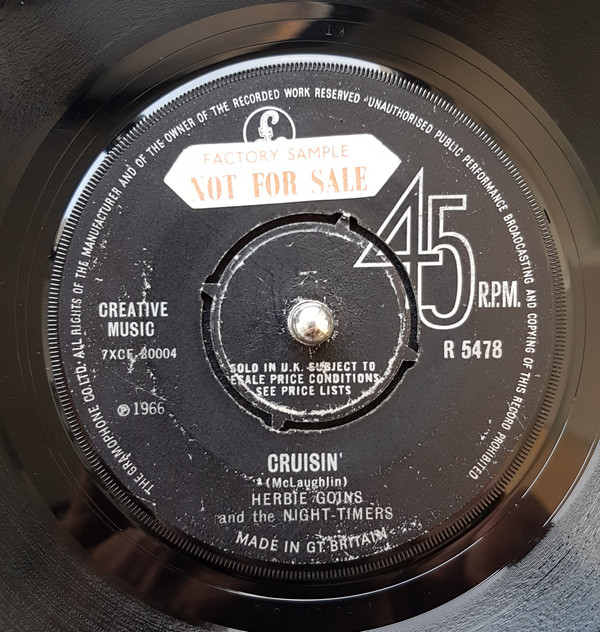 THE GRAMOPHONE CO. LTD. ALL RIGHTS OF THE MANUFACTURER AND OF THE OWNER OF THE RECORDED WORK RESERVED UNAUTHORISED PUBLIC PERFORMANCE BROADCASTING AND COPYING OF THIS RECORD PROHIBITED
FACTORY SAMPLE
NOT FOR SALE
45 R.P.M.
CREATIVE
MUSIC
7XCE 20004
R 5478
SOLD IN U.K. SUBJECT TO
RESALE PRICE CONDITIONS,
SEE PRICE LISTS
℗ 1966
CRUISIN'
(McLaughlin)
HERBIE GOINS
and the NIGHT-TIMERS
MADE IN GT. BRITAIN